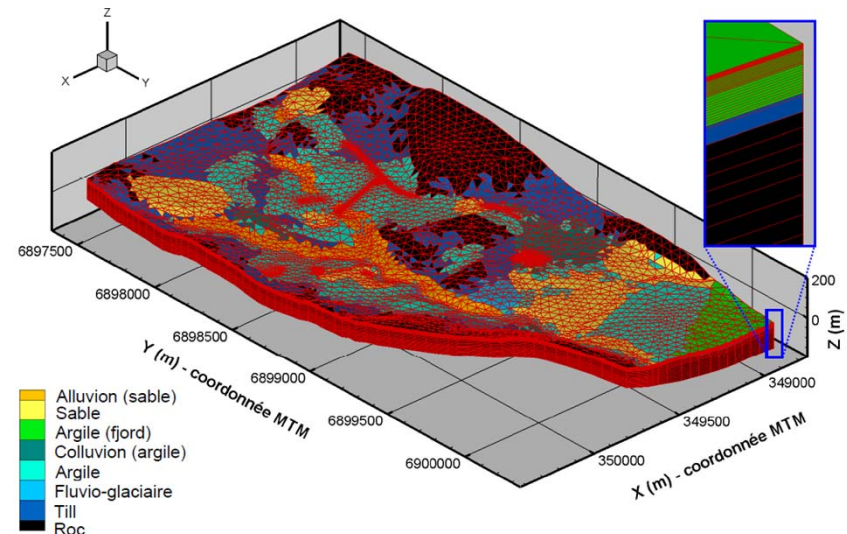 Z
X
Y
6897500
6898000
6898500
6899000
6899500
6900000
Y (m) - coordonnée MTM
350000
349500
349000
X (m) - coordonnée MTM
200
0
Z (m)
Alluvion (sable)
Sable
Argile (fjord)
Colluvion (argile)
Argile
Fluvio-glaciaire
Till
Roc